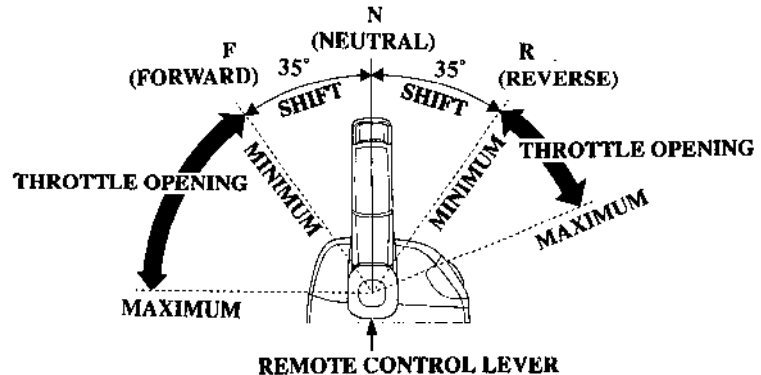 N
(NEUTRAL)
F
(FORWARD)
R
(REVERSE)
35°
35°
SHIFT
SHIFT
MINIMUM
MINIMUM
THROTTLE OPENING
THROTTLE OPENING
MAXIMUM
MAXIMUM
REMOTE CONTROL LEVER